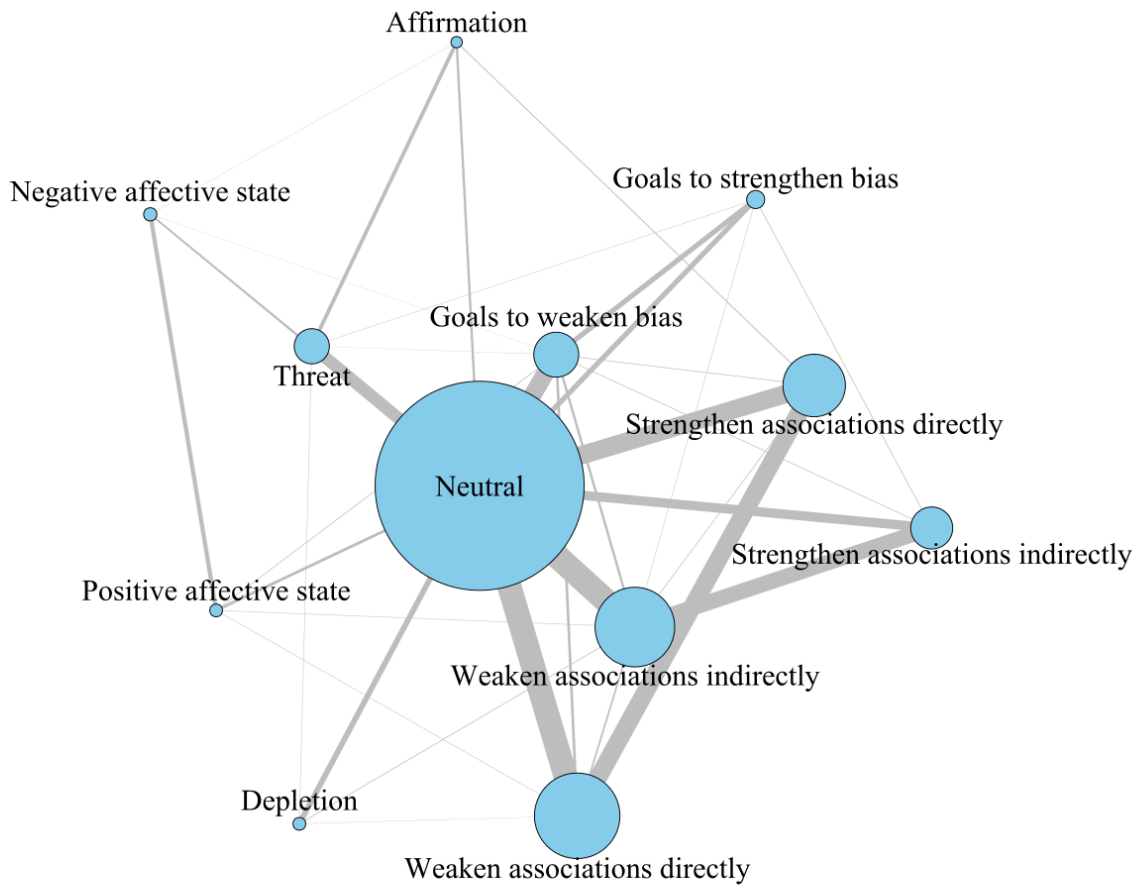 Affirmation
Goals to strengthen bias
Negative affective state
Goals to weaken bias
Threat
Strengthen associations directly
Neutral
Strengthen associations indirectly
Positive affective state
Weaken associations indirectly
Depletion
Weaken associations directly